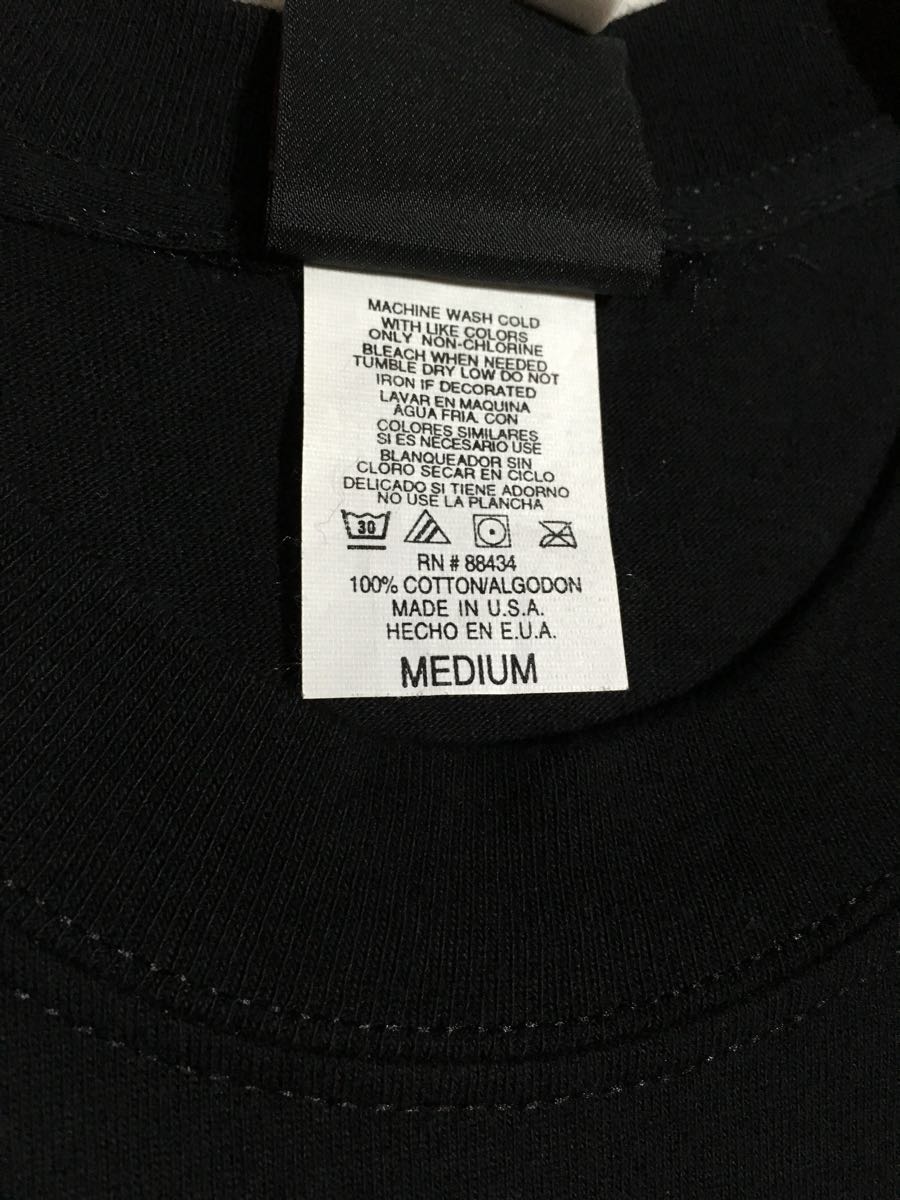 MACHINE WASH COLD
WITH LIKE COLORS
ONLY NON-CHLORINE
BLEACH WHEN NEEDED
TUMBLE DRY LOW DO NOT
IRON IF DECORATED
LAVAR EN MAQUINA
AGUA FRIA. CON
COLORES SIMILARES
SI ES NECESARIO USE
BLANQUEADOR SIN
CLORO SECAR EN CICLO
DELICADO SI TIENE ADORNO
NO USE LA PLANCHA
30
RN # 88434
100% COTTON/ALGODON
MADE IN U.S.A.
HECHO EN E.U.A.
MEDIUM